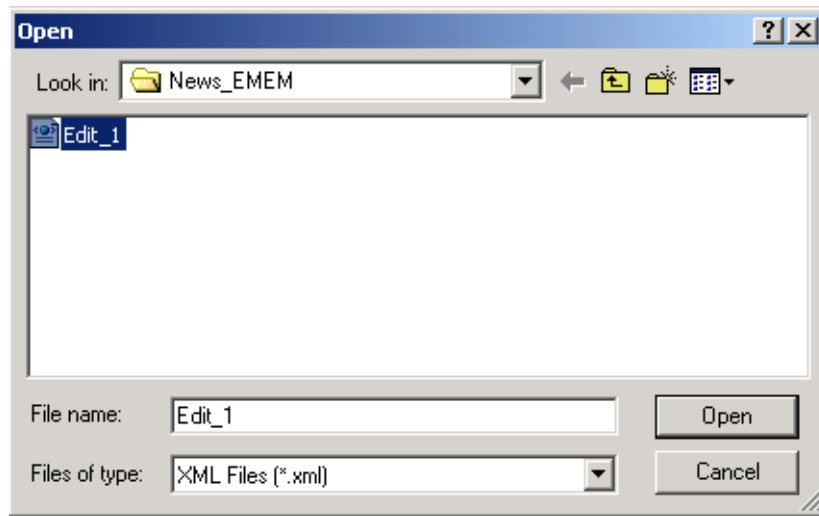 Open
Look in: News_EMEM
Edit_1
File name: Edit_1 Open
Files of type: XML Files (*.xml) Cancel